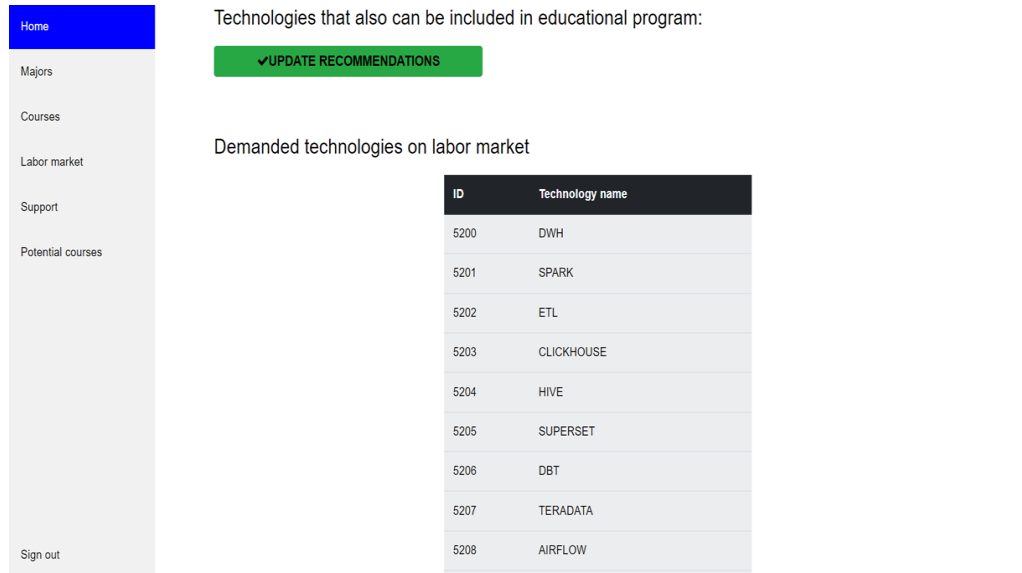 Home
Majors
Courses
Labor market
Support
Potential courses
Sign out
Technologies that also can be included in educational program:
✔UPDATE RECOMMENDATIONS
Demanded technologies on labor market
ID Technology name
5200 DWH
5201 SPARK
5202 ETL
5203 CLICKHOUSE
5204 HIVE
5205 SUPERSET
5206 DBT
5207 TERADATA
5208 AIRFLOW